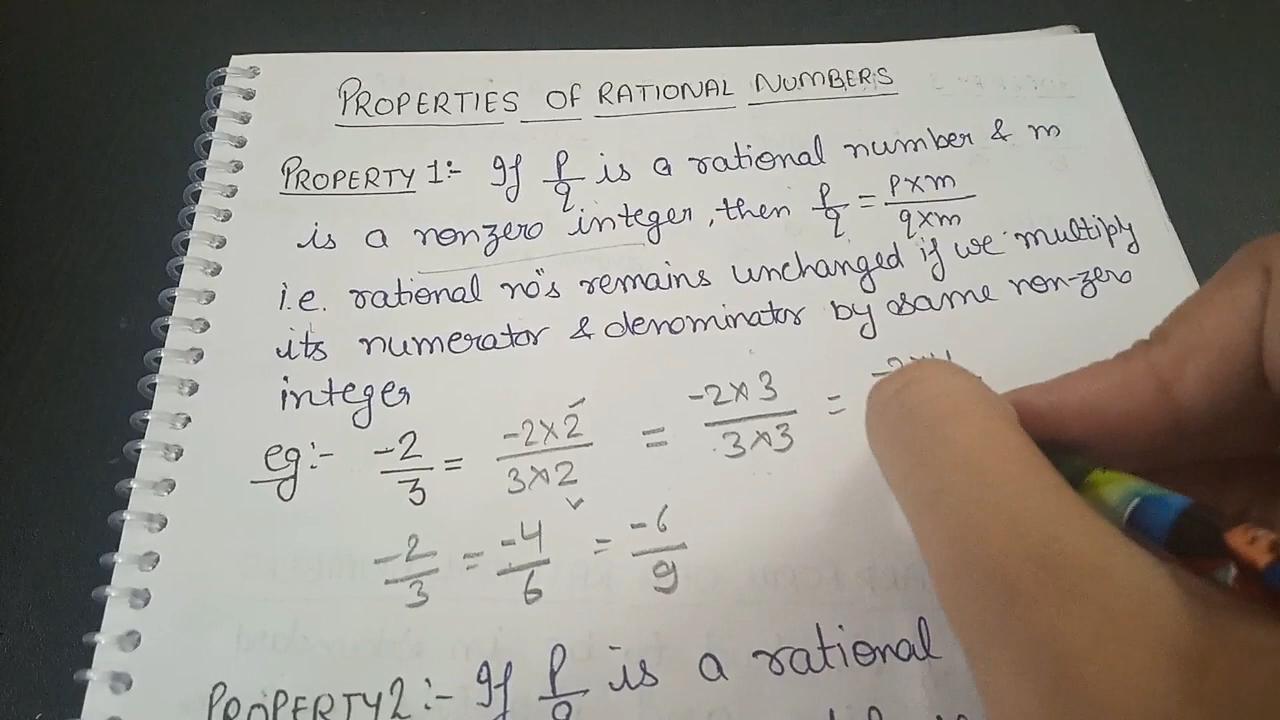 PROPERTIES OF RATIONAL NUMBERS
PROPERTY 1:- If p/q is a rational number & m
is a nonzero integer, then p/q = p×m/q×m
i.e. rational no's remains unchanged if we multiply
its numerator & denominator by same non-zero
integer
eg:- -2/3 = -2×2/3×2 = -2×3/3×3 =
-2/3 = -4/6 = -6/9
PROPERTY 2:- If p/q is a rational